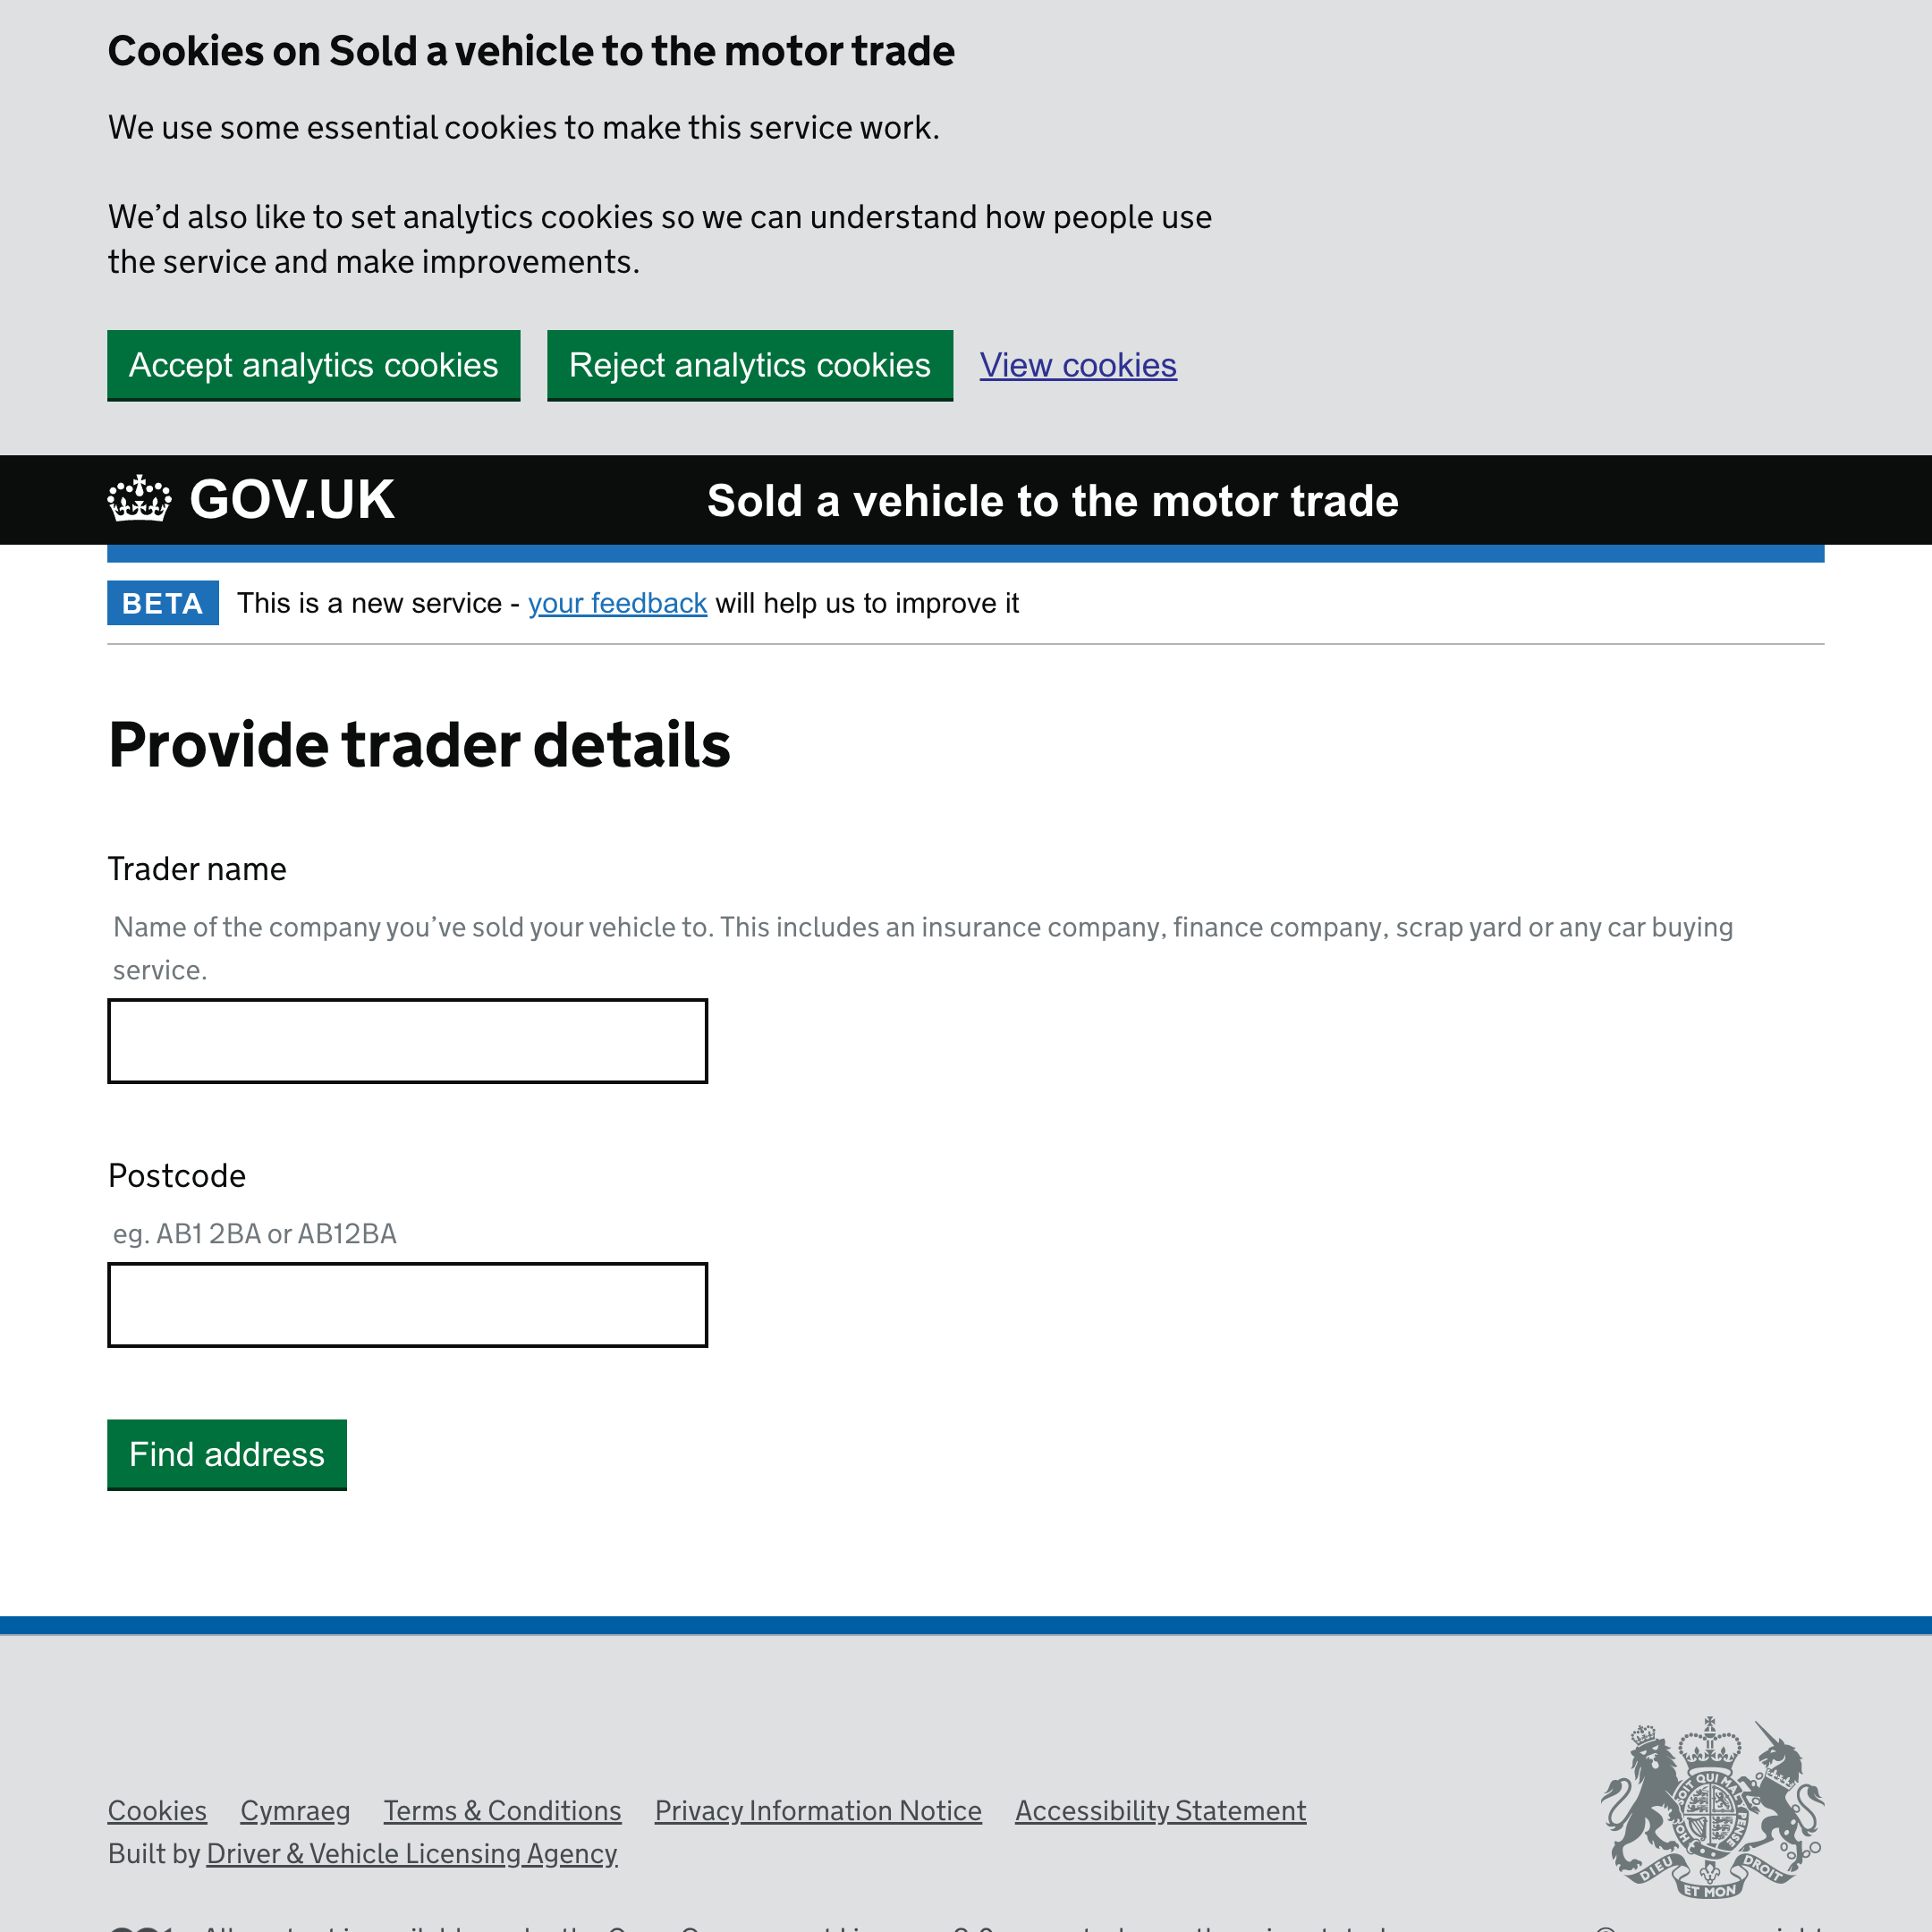 Cookies on Sold a vehicle to the motor trade
We use some essential cookies to make this service work.
We’d also like to set analytics cookies so we can understand how people use
the service and make improvements.
Accept analytics cookies Reject analytics cookies View cookies
GOV.UK Sold a vehicle to the motor trade
BETA This is a new service - your feedback will help us to improve it
Provide trader details
Trader name
Name of the company you’ve sold your vehicle to. This includes an insurance company, finance company, scrap yard or any car buying
service.
Postcode
eg. AB1 2BA or AB12BA
Find address
Cookies Cymraeg Terms & Conditions Privacy Information Notice Accessibility Statement
Built by Driver & Vehicle Licensing Agency
DIEU ET MON DROIT